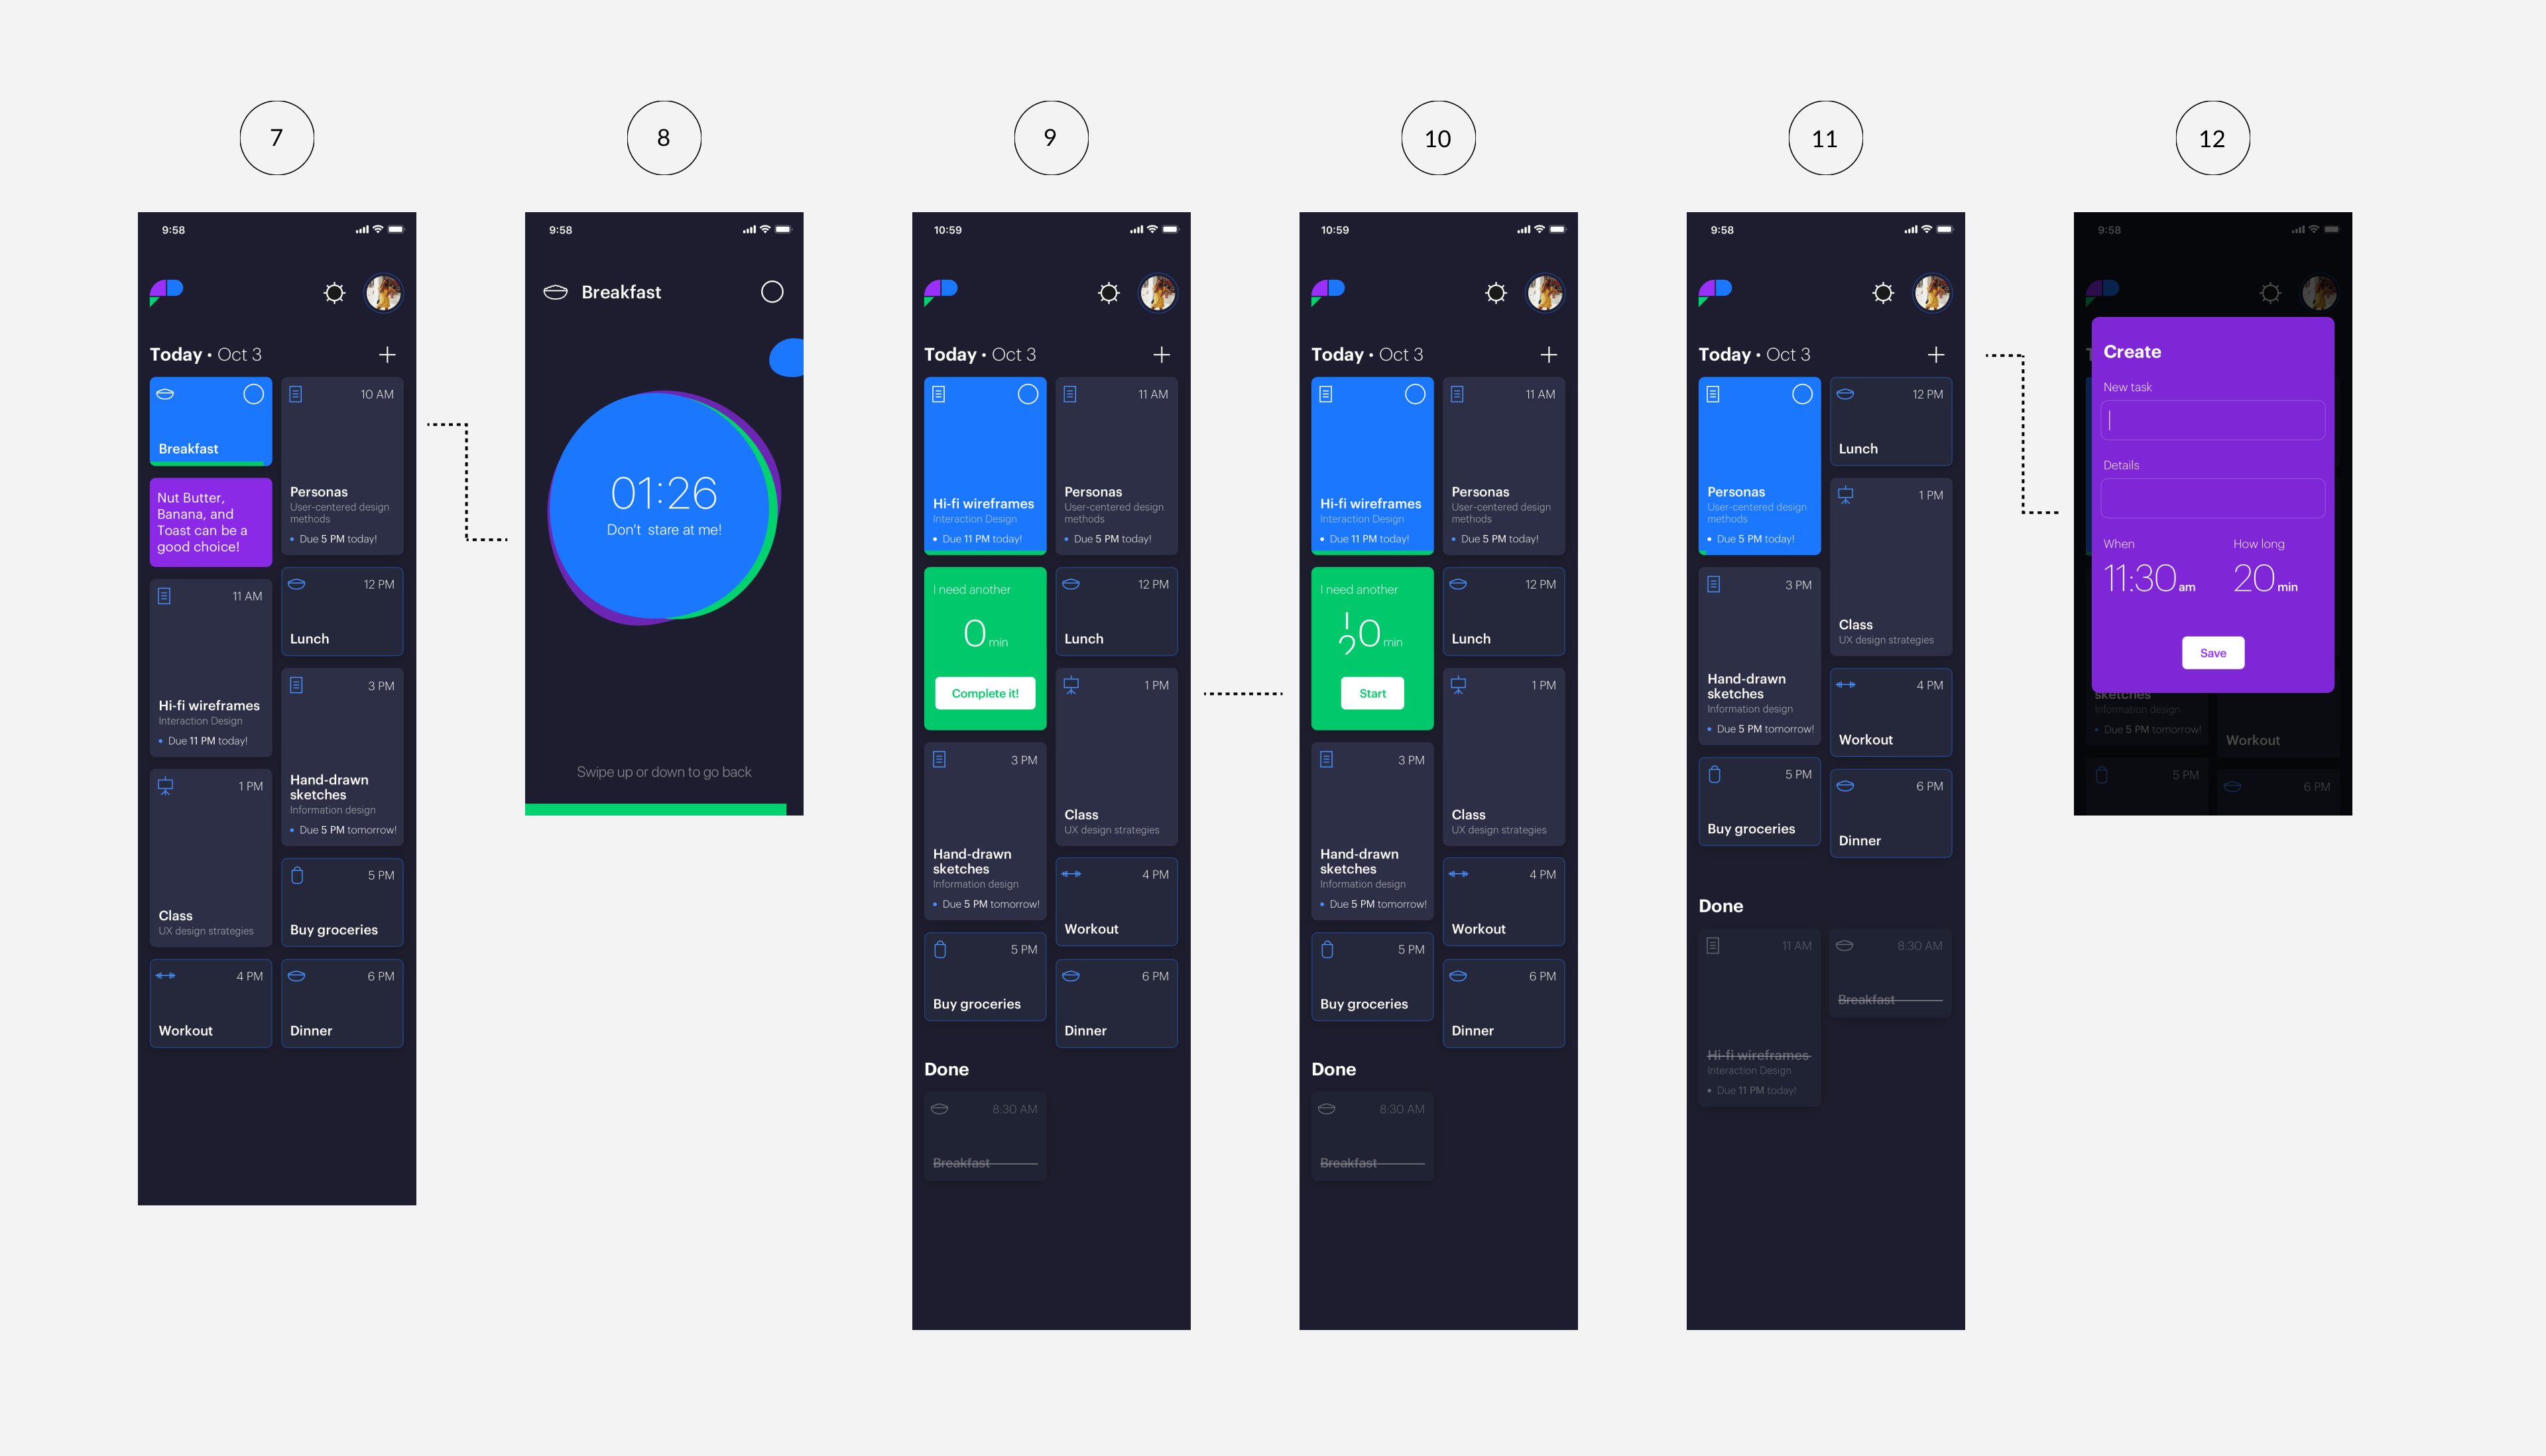 7
9:58
Today • Oct 3
Breakfast
Nut Butter,
Banana, and
Toast can be a
good choice!
11 AM
Hi-fi wireframes
Interaction Design
Due 11 PM today!
1 PM
Class
UX design strategies
4 PM
Workout
10 AM
Personas
User-centered design
methods
Due 5 PM today!
12 PM
Lunch
3 PM
Hand-drawn
sketches
Information design
Due 5 PM tomorrow!
5 PM
Buy groceries
6 PM
Dinner
8
9:58
Breakfast
01:26
Don't stare at me!
Swipe up or down to go back
9
10:59
Today • Oct 3
Hi-fi wireframes
Interaction Design
Due 11 PM today!
I need another
0 min
Complete it!
3 PM
Hand-drawn
sketches
Information design
Due 5 PM tomorrow!
5 PM
Buy groceries
11 AM
Personas
User-centered design
methods
Due 5 PM today!
12 PM
Lunch
1 PM
Class
UX design strategies
4 PM
Workout
6 PM
Dinner
Done
8:30 AM
Breakfast
10
10:59
Today • Oct 3
Hi-fi wireframes
Interaction Design
Due 11 PM today!
I need another
0 min
Start
3 PM
Hand-drawn
sketches
Information design
Due 5 PM tomorrow!
5 PM
Buy groceries
11 AM
Personas
User-centered design
methods
Due 5 PM today!
12 PM
Lunch
1 PM
Class
UX design strategies
4 PM
Workout
6 PM
Dinner
Done
8:30 AM
Breakfast
11
9:58
Today • Oct 3
Personas
User-centered design
methods
Due 5 PM today!
3 PM
Hand-drawn
sketches
Information design
Due 5 PM tomorrow!
5 PM
Buy groceries
12 PM
Lunch
1 PM
Class
UX design strategies
4 PM
Workout
6 PM
Dinner
Done
11 AM
Hi-fi wireframes
Interaction Design
Due 11 PM today!
8:30 AM
Breakfast
12
9:58
Create
New task
Details
When
How long
11:30 am
20 min
Save
sketches
Information design
Due 5 PM tomorrow!
Workout
5 PM
6 PM